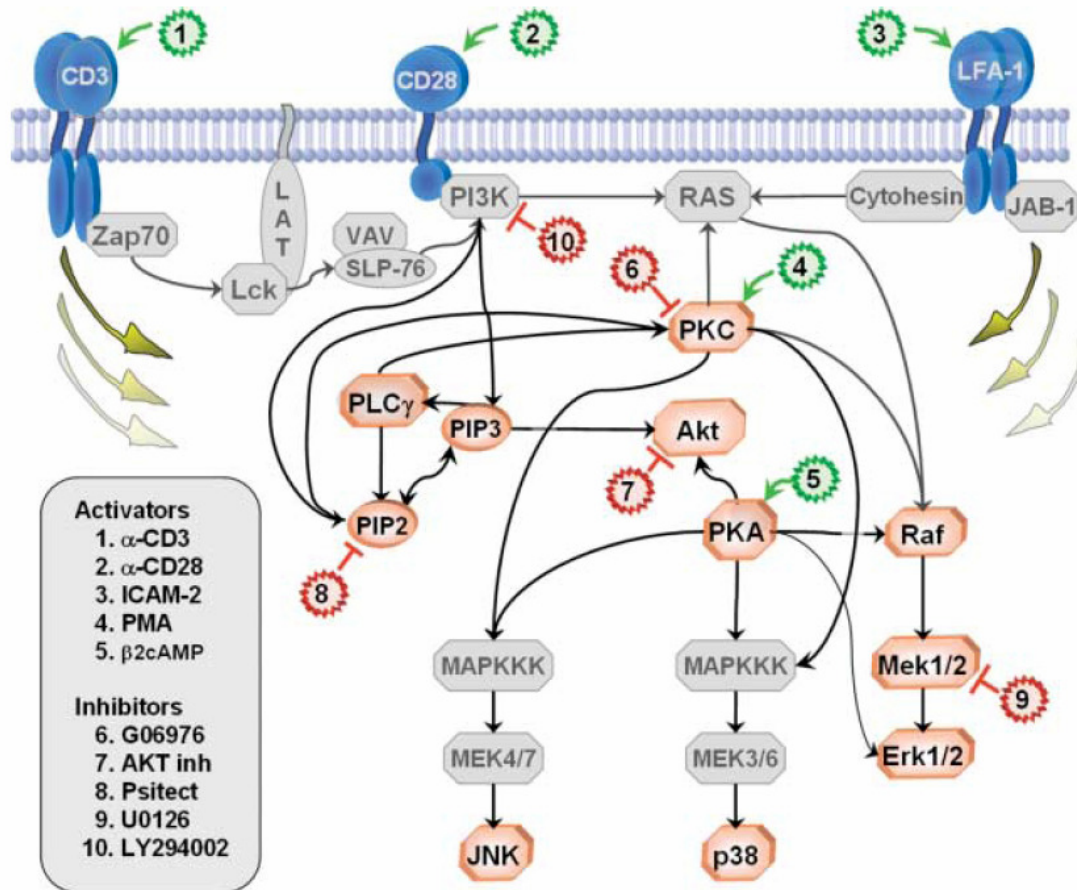 1
2
3
CD3
CD28
LFA-1
LAT
PI3K
RAS
Cytohesin
JAB-1
Zap70
VAV
SLP-76
Lck
10
6
4
PKC
PLCγ
PIP3
Akt
7
5
PIP2
PKA
Raf
8
MAPKKK
MAPKKK
Mek1/2
9
MEK4/7
MEK3/6
Erk1/2
JNK
p38
Activators
1. α-CD3
2. α-CD28
3. ICAM-2
4. PMA
5. β2cAMP
Inhibitors
6. G06976
7. AKT inh
8. Psitect
9. U0126
10. LY294002